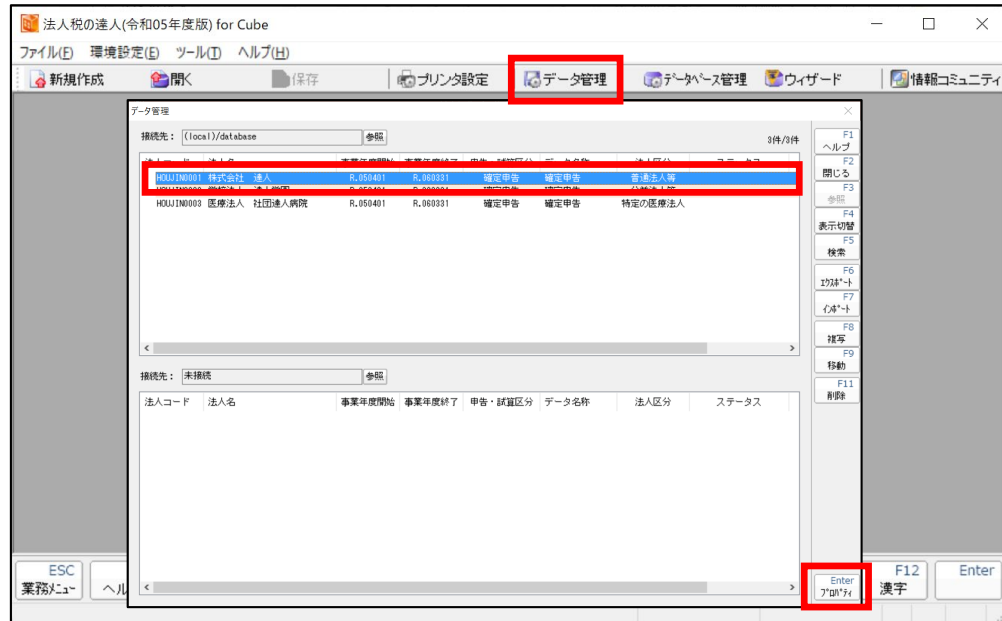 法人税の達人(令和05年度版) for Cube
ファイル(F) 環境設定(E) ツール(T) ヘルプ(H)
新規作成 開く 保存 プリンタ設定 データ管理 データベース管理 ウィザード 情報コミュニティ
データ管理
接続先: (local)/database 参照 3件/3件
HOUJIN0001 株式会社 達人 R.050401 R.060331 確定申告 確定申告 普通法人等
HOUJIN0003 医療法人 社団達人病院 R.050401 R.060331 確定申告 確定申告 特定の医療法人
接続先: 未接続 参照
法人コード 法人名 事業年度開始 事業年度終了 申告・試算区分 データ名称 法人区分 ステータス
F1
ヘルプ
F2
閉じる
F3
参照
F4
表示切替
F5
検索
F6
ｴｸｽﾎﾟｰﾄ
F7
ｲﾝﾎﾟｰﾄ
F8
複写
F9
移動
F11
削除
Enter
ﾌﾟﾛﾊﾟﾃｨ
ESC
業務ﾒﾆｭｰ
F12
漢字
Enter